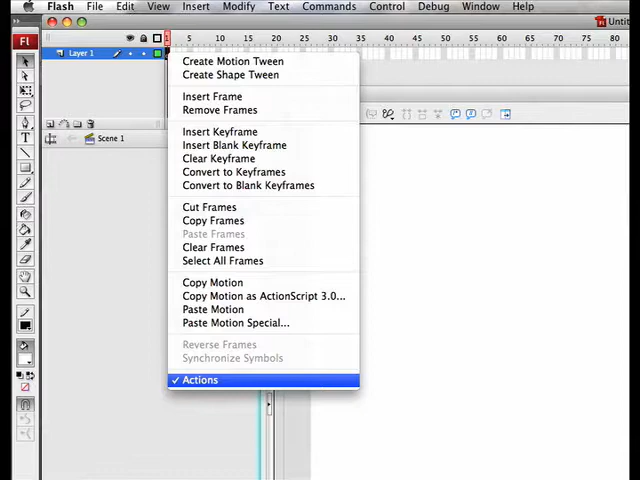 Flash File Edit View Insert Modify Text Commands Control Debug Window Help
Untit
Fl
Layer 1
5 10 15 20 25 30 35 40 45 50 55 60 65 70 75 80 85 90
Scene 1
T
Create Motion Tween
Create Shape Tween
Insert Frame
Remove Frames
Insert Keyframe
Insert Blank Keyframe
Clear Keyframe
Convert to Keyframes
Convert to Blank Keyframes
Cut Frames
Copy Frames
Paste Frames
Clear Frames
Select All Frames
Copy Motion
Copy Motion as ActionScript 3.0...
Paste Motion
Paste Motion Special...
Reverse Frames
Synchronize Symbols
✓ Actions